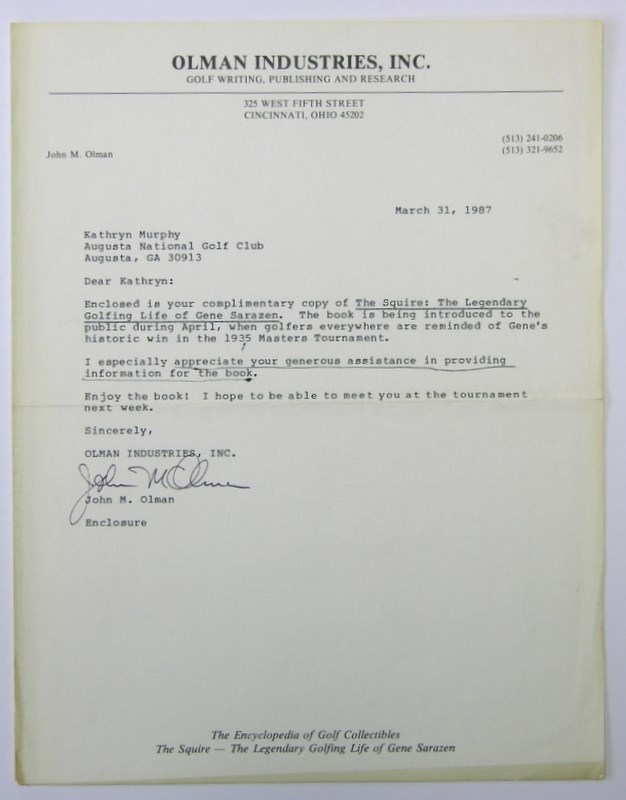 OLMAN INDUSTRIES, INC.
GOLF WRITING, PUBLISHING AND RESEARCH
325 WEST FIFTH STREET
CINCINNATI, OHIO 45202
(513) 241-0206
(513) 321-9652
John M. Olman
March 31, 1987
Kathryn Murphy
Augusta National Golf Club
Augusta, GA 30913
Dear Kathryn:
Enclosed is your complimentary copy of The Squire: The Legendary
Golfing Life of Gene Sarazen. The book is being introduced to the
public during April, when golfers everywhere are reminded of Gene's
historic win in the 1935 Masters Tournament.
I especially appreciate your generous assistance in providing
information for the book.
Enjoy the book! I hope to be able to meet you at the tournament
next week.
Sincerely,
OLMAN INDUSTRIES, INC.
John M Olman
John M. Olman
Enclosure
The Encyclopedia of Golf Collectibles
The Squire — The Legendary Golfing Life of Gene Sarazen